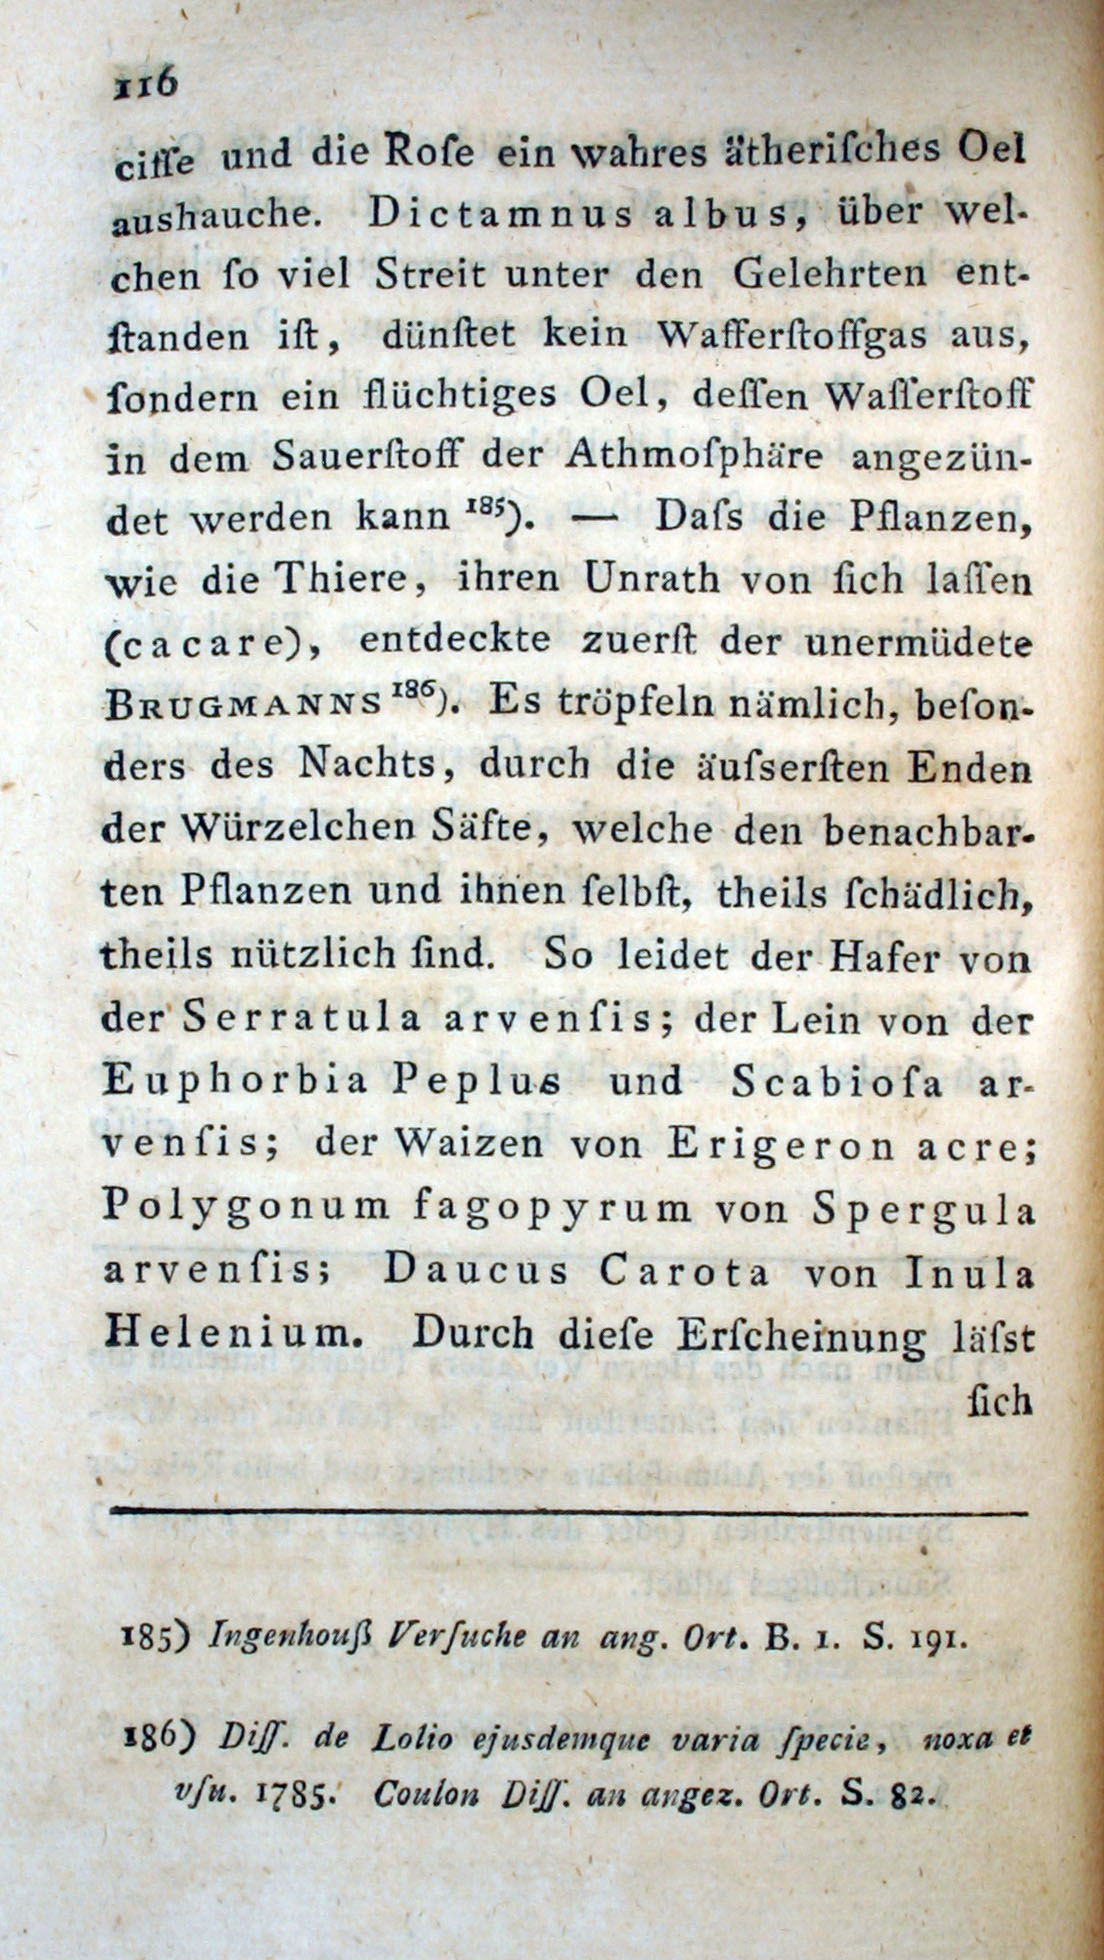 116
ciſſe und die Roſe ein wahres ätheriſches Oel
aushauche. Dictamnus albus, über wel-
chen ſo viel Streit unter den Gelehrten ent-
ſtanden iſt, dünſtet kein Waſſerſtoffgas aus,
ſondern ein flüchtiges Oel, deſſen Waſſerſtoff
in dem Sauerſtoff der Athmoſphäre angezün-
det werden kann ¹⁸⁵). — Daſs die Pflanzen,
wie die Thiere, ihren Unrath von ſich laſſen
(cacare), entdeckte zuerſt der unermüdete
BRUGMANNS ¹⁸⁶). Es tröpfeln nämlich, beſon-
ders des Nachts, durch die äuſserſten Enden
der Würzelchen Säfte, welche den benachbar-
ten Pflanzen und ihnen ſelbſt, theils ſchädlich,
theils nützlich ſind. So leidet der Hafer von
der Serratula arvenſis; der Lein von der
Euphorbia Peplus und Scabioſa ar-
venſis; der Waizen von Erigeron acre;
Polygonum fagopyrum von Spergula
arvenſis; Daucus Carota von Inula
Helenium. Durch dieſe Erſcheinung läſst
ſich
185) Ingenhouß Verſuche an ang. Ort. B. 1. S. 191.
186) Diſſ. de Lolio ejusdemque varia ſpecie, noxa et
vſu. 1785. Coulon Diſſ. an angez. Ort. S. 82.